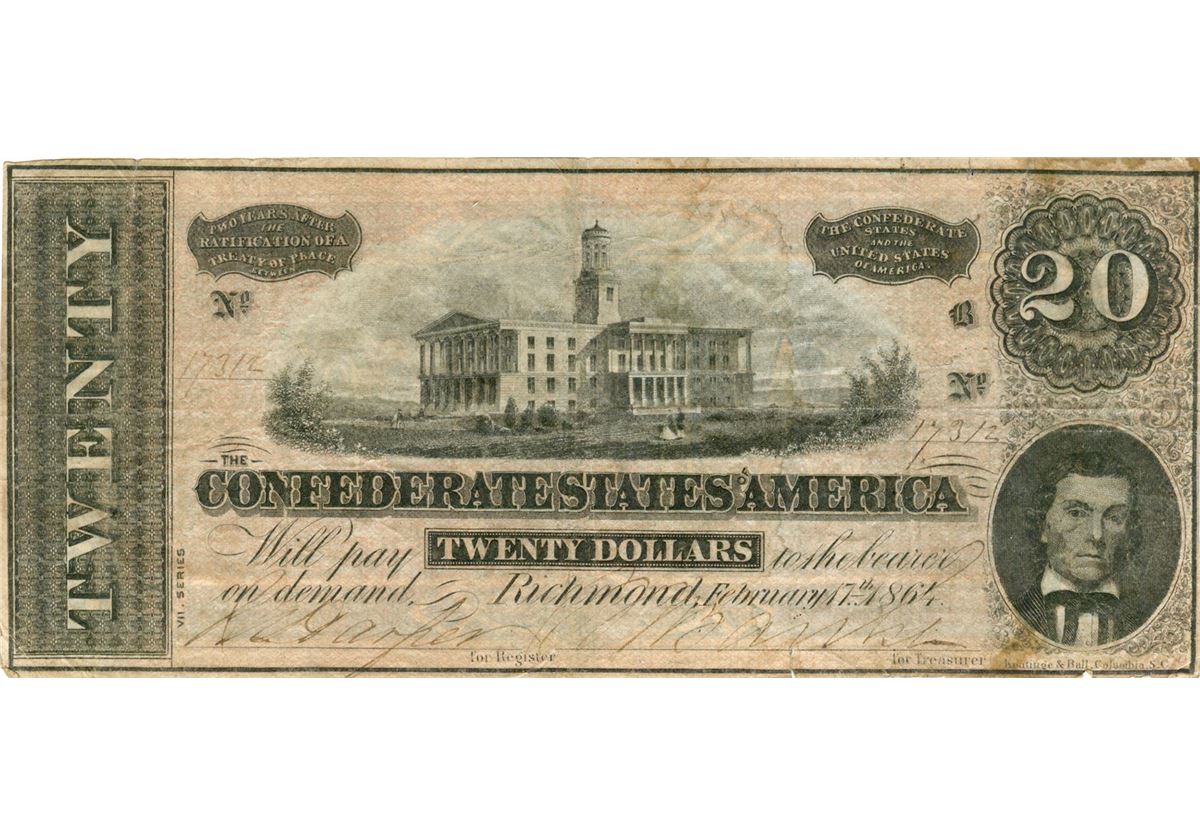 TWENTY
TWO YEARS AFTER
THE
RATIFICATION OF A
TREATY OF PEACE
BETWEEN
THE CONFEDERATE
STATES
AND THE
UNITED STATES
OF AMERICA.
20
No
17312
B
No
17312
THE
CONFEDERATE STATES OF AMERICA
Will pay TWENTY DOLLARS to the bearer
on demand, Richmond, February 17th 1864.
VII. SERIES
for Register
for Treasurer
Keatinge & Ball, Columbia, S.C.